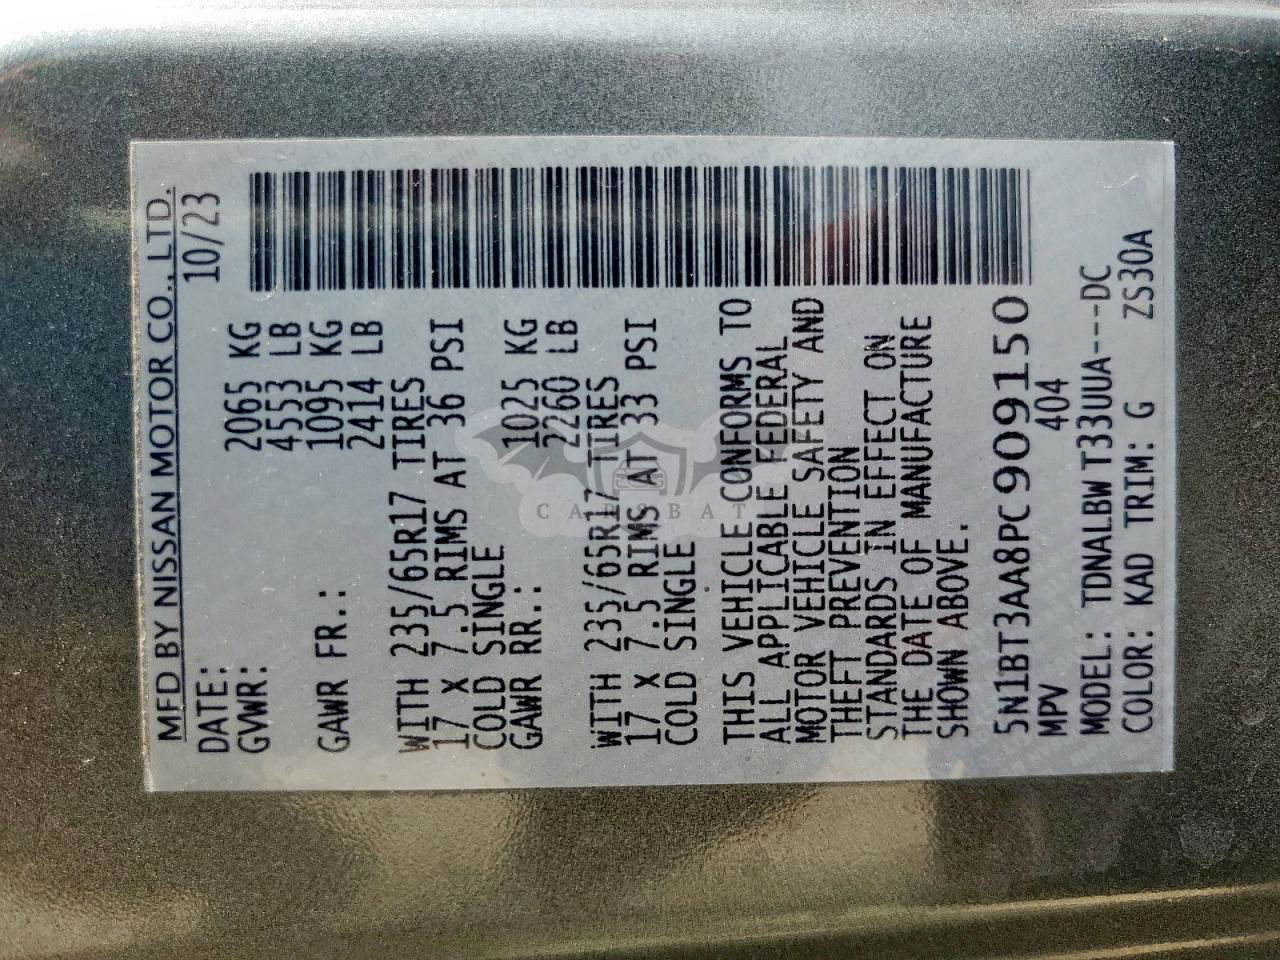 MFD BY NISSAN MOTOR CO., LTD.
DATE: 10/23
GVWR: 2065 KG
4553 LB
GAWR FR.: 1095 KG
2414 LB
WITH 235/65R17 TIRES
17 X 7.5 RIMS AT 36 PSI
COLD SINGLE
GAWR RR.: 1025 KG
2260 LB
WITH 235/65R17 TIRES
17 X 7.5 RIMS AT 33 PSI
COLD SINGLE
THIS VEHICLE CONFORMS TO
ALL APPLICABLE FEDERAL
MOTOR VEHICLE SAFETY AND
THEFT PREVENTION
STANDARDS IN EFFECT ON
THE DATE OF MANUFACTURE
SHOWN ABOVE.
5N1BT3AA8PC909150
MPV 404
MODEL: TDNALBW T33UUA---DC
COLOR: KAD TRIM: G ZS30A
CARSBAT